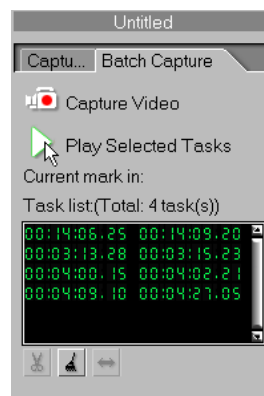 Untitled
Captu... Batch Capture
Capture Video
Play Selected Tasks
Current mark in:
Task list:(Total: 4 task(s))
00:14:06.25 00:14:09.20
00:03:13.28 00:03:15.23
00:04:00.15 00:04:02.21
00:04:09.10 00:04:27.05